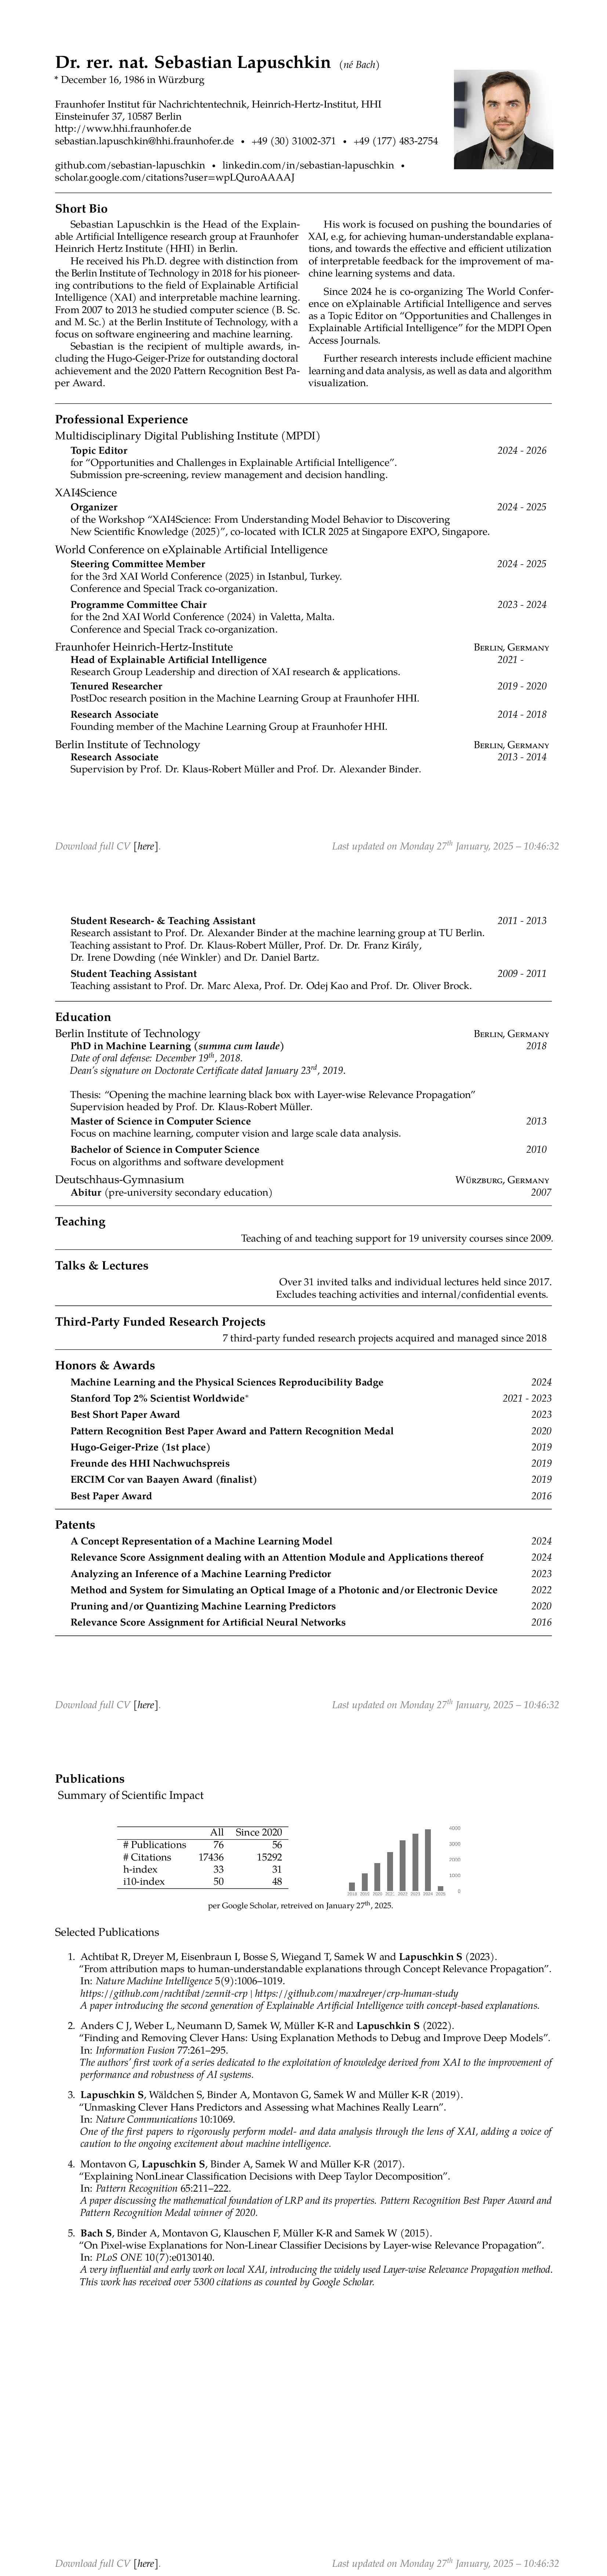 Dr. rer. nat. Sebastian Lapuschkin (né Bach)
* December 16, 1986 in Würzburg
Fraunhofer Institut für Nachrichtentechnik, Heinrich-Hertz-Institut, HHI
Einsteinufer 37, 10587 Berlin
http://www.hhi.fraunhofer.de
sebastian.lapuschkin@hhi.fraunhofer.de • +49 (30) 31002-371 • +49 (177) 483-2754
github.com/sebastian-lapuschkin • linkedin.com/in/sebastian-lapuschkin •
scholar.google.com/citations?user=wpLQuroAAAAJ
Short Bio
Sebastian Lapuschkin is the Head of the Explain-
able Artificial Intelligence research group at Fraunhofer
Heinrich Hertz Institute (HHI) in Berlin.
He received his Ph.D. degree with distinction from
the Berlin Institute of Technology in 2018 for his pioneer-
ing contributions to the field of Explainable Artificial
Intelligence (XAI) and interpretable machine learning.
From 2007 to 2013 he studied computer science (B. Sc.
and M. Sc.) at the Berlin Institute of Technology, with a
focus on software engineering and machine learning.
Sebastian is the recipient of multiple awards, in-
cluding the Hugo-Geiger-Prize for outstanding doctoral
achievement and the 2020 Pattern Recognition Best Pa-
per Award.
His work is focused on pushing the boundaries of
XAI, e.g, for achieving human-understandable explana-
tions, and towards the effective and efficient utilization
of interpretable feedback for the improvement of ma-
chine learning systems and data.
Since 2024 he is co-organizing The World Confer-
ence on eXplainable Artificial Intelligence and serves
as a Topic Editor on “Opportunities and Challenges in
Explainable Artificial Intelligence” for the MDPI Open
Access Journals.
Further research interests include efficient machine
learning and data analysis, as well as data and algorithm
visualization.
Professional Experience
Multidisciplinary Digital Publishing Institute (MPDI)
Topic Editor 2024 - 2026
for “Opportunities and Challenges in Explainable Artificial Intelligence”.
Submission pre-screening, review management and decision handling.
XAI4Science
Organizer 2024 - 2025
of the Workshop “XAI4Science: From Understanding Model Behavior to Discovering
New Scientific Knowledge (2025)”, co-located with ICLR 2025 at Singapore EXPO, Singapore.
World Conference on eXplainable Artificial Intelligence
Steering Committee Member 2024 - 2025
for the 3rd XAI World Conference (2025) in Istanbul, Turkey.
Conference and Special Track co-organization.
Programme Committee Chair 2023 - 2024
for the 2nd XAI World Conference (2024) in Valetta, Malta.
Conference and Special Track co-organization.
Fraunhofer Heinrich-Hertz-Institute Berlin, Germany
Head of Explainable Artificial Intelligence 2021 -
Research Group Leadership and direction of XAI research & applications.
Tenured Researcher 2019 - 2020
PostDoc research position in the Machine Learning Group at Fraunhofer HHI.
Research Associate 2014 - 2018
Founding member of the Machine Learning Group at Fraunhofer HHI.
Berlin Institute of Technology Berlin, Germany
Research Associate 2013 - 2014
Supervision by Prof. Dr. Klaus-Robert Müller and Prof. Dr. Alexander Binder.
Download full CV [here]. Last updated on Monday 27th January, 2025 – 10:46:32
Student Research- & Teaching Assistant 2011 - 2013
Research assistant to Prof. Dr. Alexander Binder at the machine learning group at TU Berlin.
Teaching assistant to Prof. Dr. Klaus-Robert Müller, Prof. Dr. Dr. Franz Király,
Dr. Irene Dowding (née Winkler) and Dr. Daniel Bartz.
Student Teaching Assistant 2009 - 2011
Teaching assistant to Prof. Dr. Marc Alexa, Prof. Dr. Odej Kao and Prof. Dr. Oliver Brock.
Education
Berlin Institute of Technology Berlin, Germany
PhD in Machine Learning (summa cum laude) 2018
Date of oral defense: December 19th, 2018.
Dean's signature on Doctorate Certificate dated January 23rd, 2019.
Thesis: “Opening the machine learning black box with Layer-wise Relevance Propagation”
Supervision headed by Prof. Dr. Klaus-Robert Müller.
Master of Science in Computer Science 2013
Focus on machine learning, computer vision and large scale data analysis.
Bachelor of Science in Computer Science 2010
Focus on algorithms and software development
Deutschhaus-Gymnasium Würzburg, Germany
Abitur (pre-university secondary education) 2007
Teaching
Teaching of and teaching support for 19 university courses since 2009.
Talks & Lectures
Over 31 invited talks and individual lectures held since 2017.
Excludes teaching activities and internal/confidential events.
Third-Party Funded Research Projects
7 third-party funded research projects acquired and managed since 2018
Honors & Awards
Machine Learning and the Physical Sciences Reproducibility Badge 2024
Stanford Top 2% Scientist Worldwide* 2021 - 2023
Best Short Paper Award 2023
Pattern Recognition Best Paper Award and Pattern Recognition Medal 2020
Hugo-Geiger-Prize (1st place) 2019
Freunde des HHI Nachwuchspreis 2019
ERCIM Cor van Baayen Award (finalist) 2019
Best Paper Award 2016
Patents
A Concept Representation of a Machine Learning Model 2024
Relevance Score Assignment dealing with an Attention Module and Applications thereof 2024
Analyzing an Inference of a Machine Learning Predictor 2023
Method and System for Simulating an Optical Image of a Photonic and/or Electronic Device 2022
Pruning and/or Quantizing Machine Learning Predictors 2020
Relevance Score Assignment for Artificial Neural Networks 2016
Download full CV [here]. Last updated on Monday 27th January, 2025 – 10:46:32
Publications
Summary of Scientific Impact
All Since 2020
# Publications 76 56
# Citations 17436 15292
h-index 33 31
i10-index 50 48
4000
3000
2000
1000
0
2018 2019 2020 2021 2022 2023 2024 2025
per Google Scholar, retreived on January 27th, 2025.
Selected Publications
1. Achtibat R, Dreyer M, Eisenbraun I, Bosse S, Wiegand T, Samek W and Lapuschkin S (2023).
“From attribution maps to human-understandable explanations through Concept Relevance Propagation”.
In: Nature Machine Intelligence 5(9):1006–1019.
https://github.com/rachtibat/zennit-crp | https://github.com/maxdreyer/crp-human-study
A paper introducing the second generation of Explainable Artificial Intelligence with concept-based explanations.
2. Anders C J, Weber L, Neumann D, Samek W, Müller K-R and Lapuschkin S (2022).
“Finding and Removing Clever Hans: Using Explanation Methods to Debug and Improve Deep Models”.
In: Information Fusion 77:261–295.
The authors' first work of a series dedicated to the exploitation of knowledge derived from XAI to the improvement of
performance and robustness of AI systems.
3. Lapuschkin S, Wäldchen S, Binder A, Montavon G, Samek W and Müller K-R (2019).
“Unmasking Clever Hans Predictors and Assessing what Machines Really Learn”.
In: Nature Communications 10:1069.
One of the first papers to rigorously perform model- and data analysis through the lens of XAI, adding a voice of
caution to the ongoing excitement about machine intelligence.
4. Montavon G, Lapuschkin S, Binder A, Samek W and Müller K-R (2017).
“Explaining NonLinear Classification Decisions with Deep Taylor Decomposition”.
In: Pattern Recognition 65:211–222.
A paper discussing the mathematical foundation of LRP and its properties. Pattern Recognition Best Paper Award and
Pattern Recognition Medal winner of 2020.
5. Bach S, Binder A, Montavon G, Klauschen F, Müller K-R and Samek W (2015).
“On Pixel-wise Explanations for Non-Linear Classifier Decisions by Layer-wise Relevance Propagation”.
In: PLoS ONE 10(7):e0130140.
A very influential and early work on local XAI, introducing the widely used Layer-wise Relevance Propagation method.
This work has received over 5300 citations as counted by Google Scholar.
Download full CV [here]. Last updated on Monday 27th January, 2025 – 10:46:32